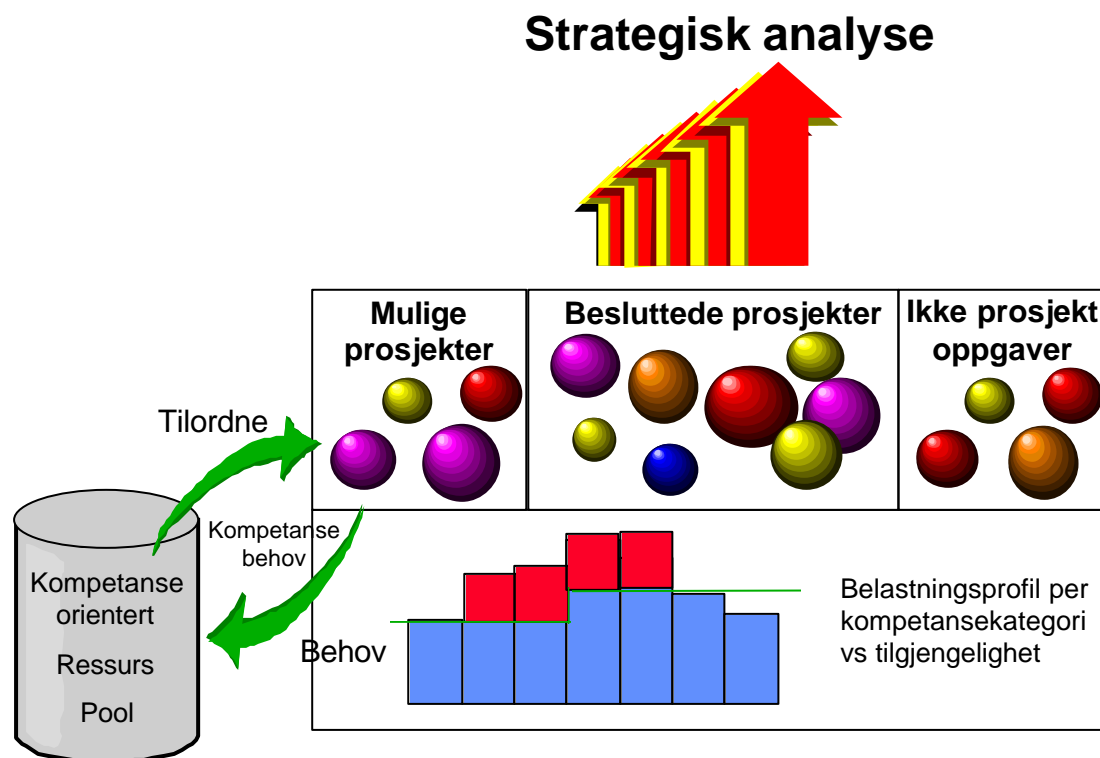 Strategisk analyse
Mulige
prosjekter
Besluttede prosjekter
Ikke prosjekt
oppgaver
Tilordne
Kompetanse
behov
Kompetanse
orientert
Ressurs
Pool
Behov
Belastningsprofil per
kompetansekategori
vs tilgjengelighet